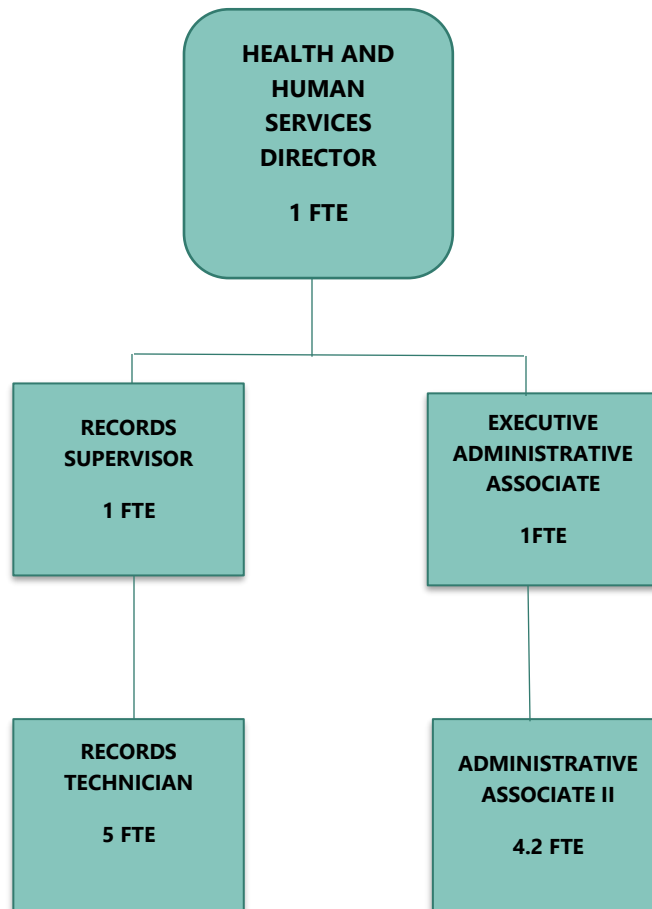 HEALTH AND
HUMAN
SERVICES
DIRECTOR
1 FTE
RECORDS
SUPERVISOR
1 FTE
EXECUTIVE
ADMINISTRATIVE
ASSOCIATE
1FTE
RECORDS
TECHNICIAN
5 FTE
ADMINISTRATIVE
ASSOCIATE II
4.2 FTE